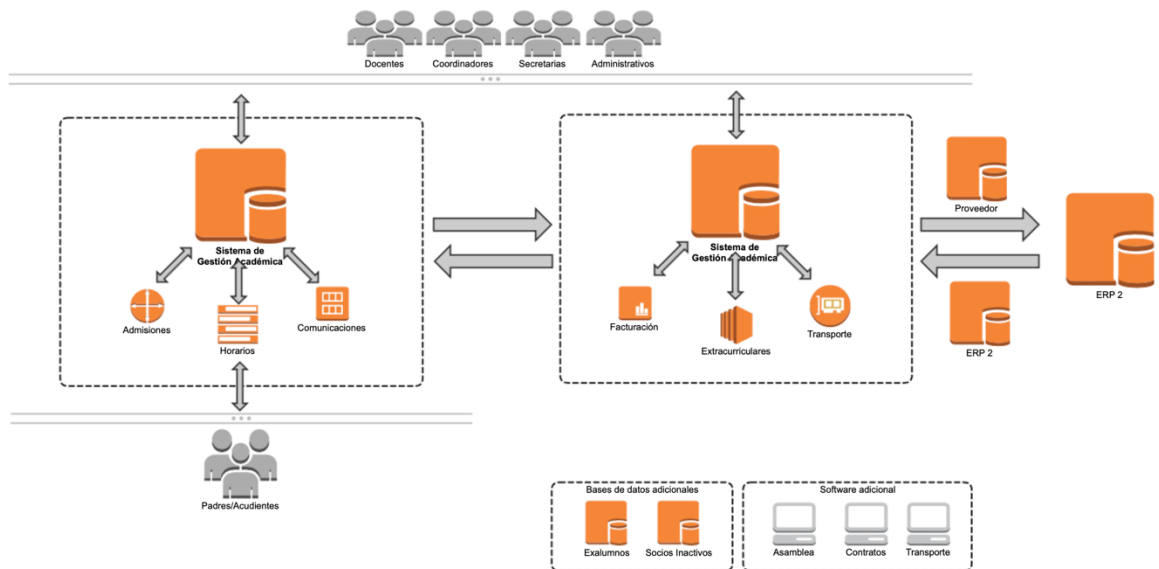 Docentes
Coordinadores
Secretarias
Administrativos
Sistema de
Gestión Académica
Admisiones
Horarios
Comunicaciones
Sistema de
Gestión Académica
Facturación
Extracurriculares
Transporte
Proveedor
ERP 2
ERP 2
Padres/Acudientes
Bases de datos adicionales
Exalumnos
Socios Inactivos
Software adicional
Asamblea
Contratos
Transporte